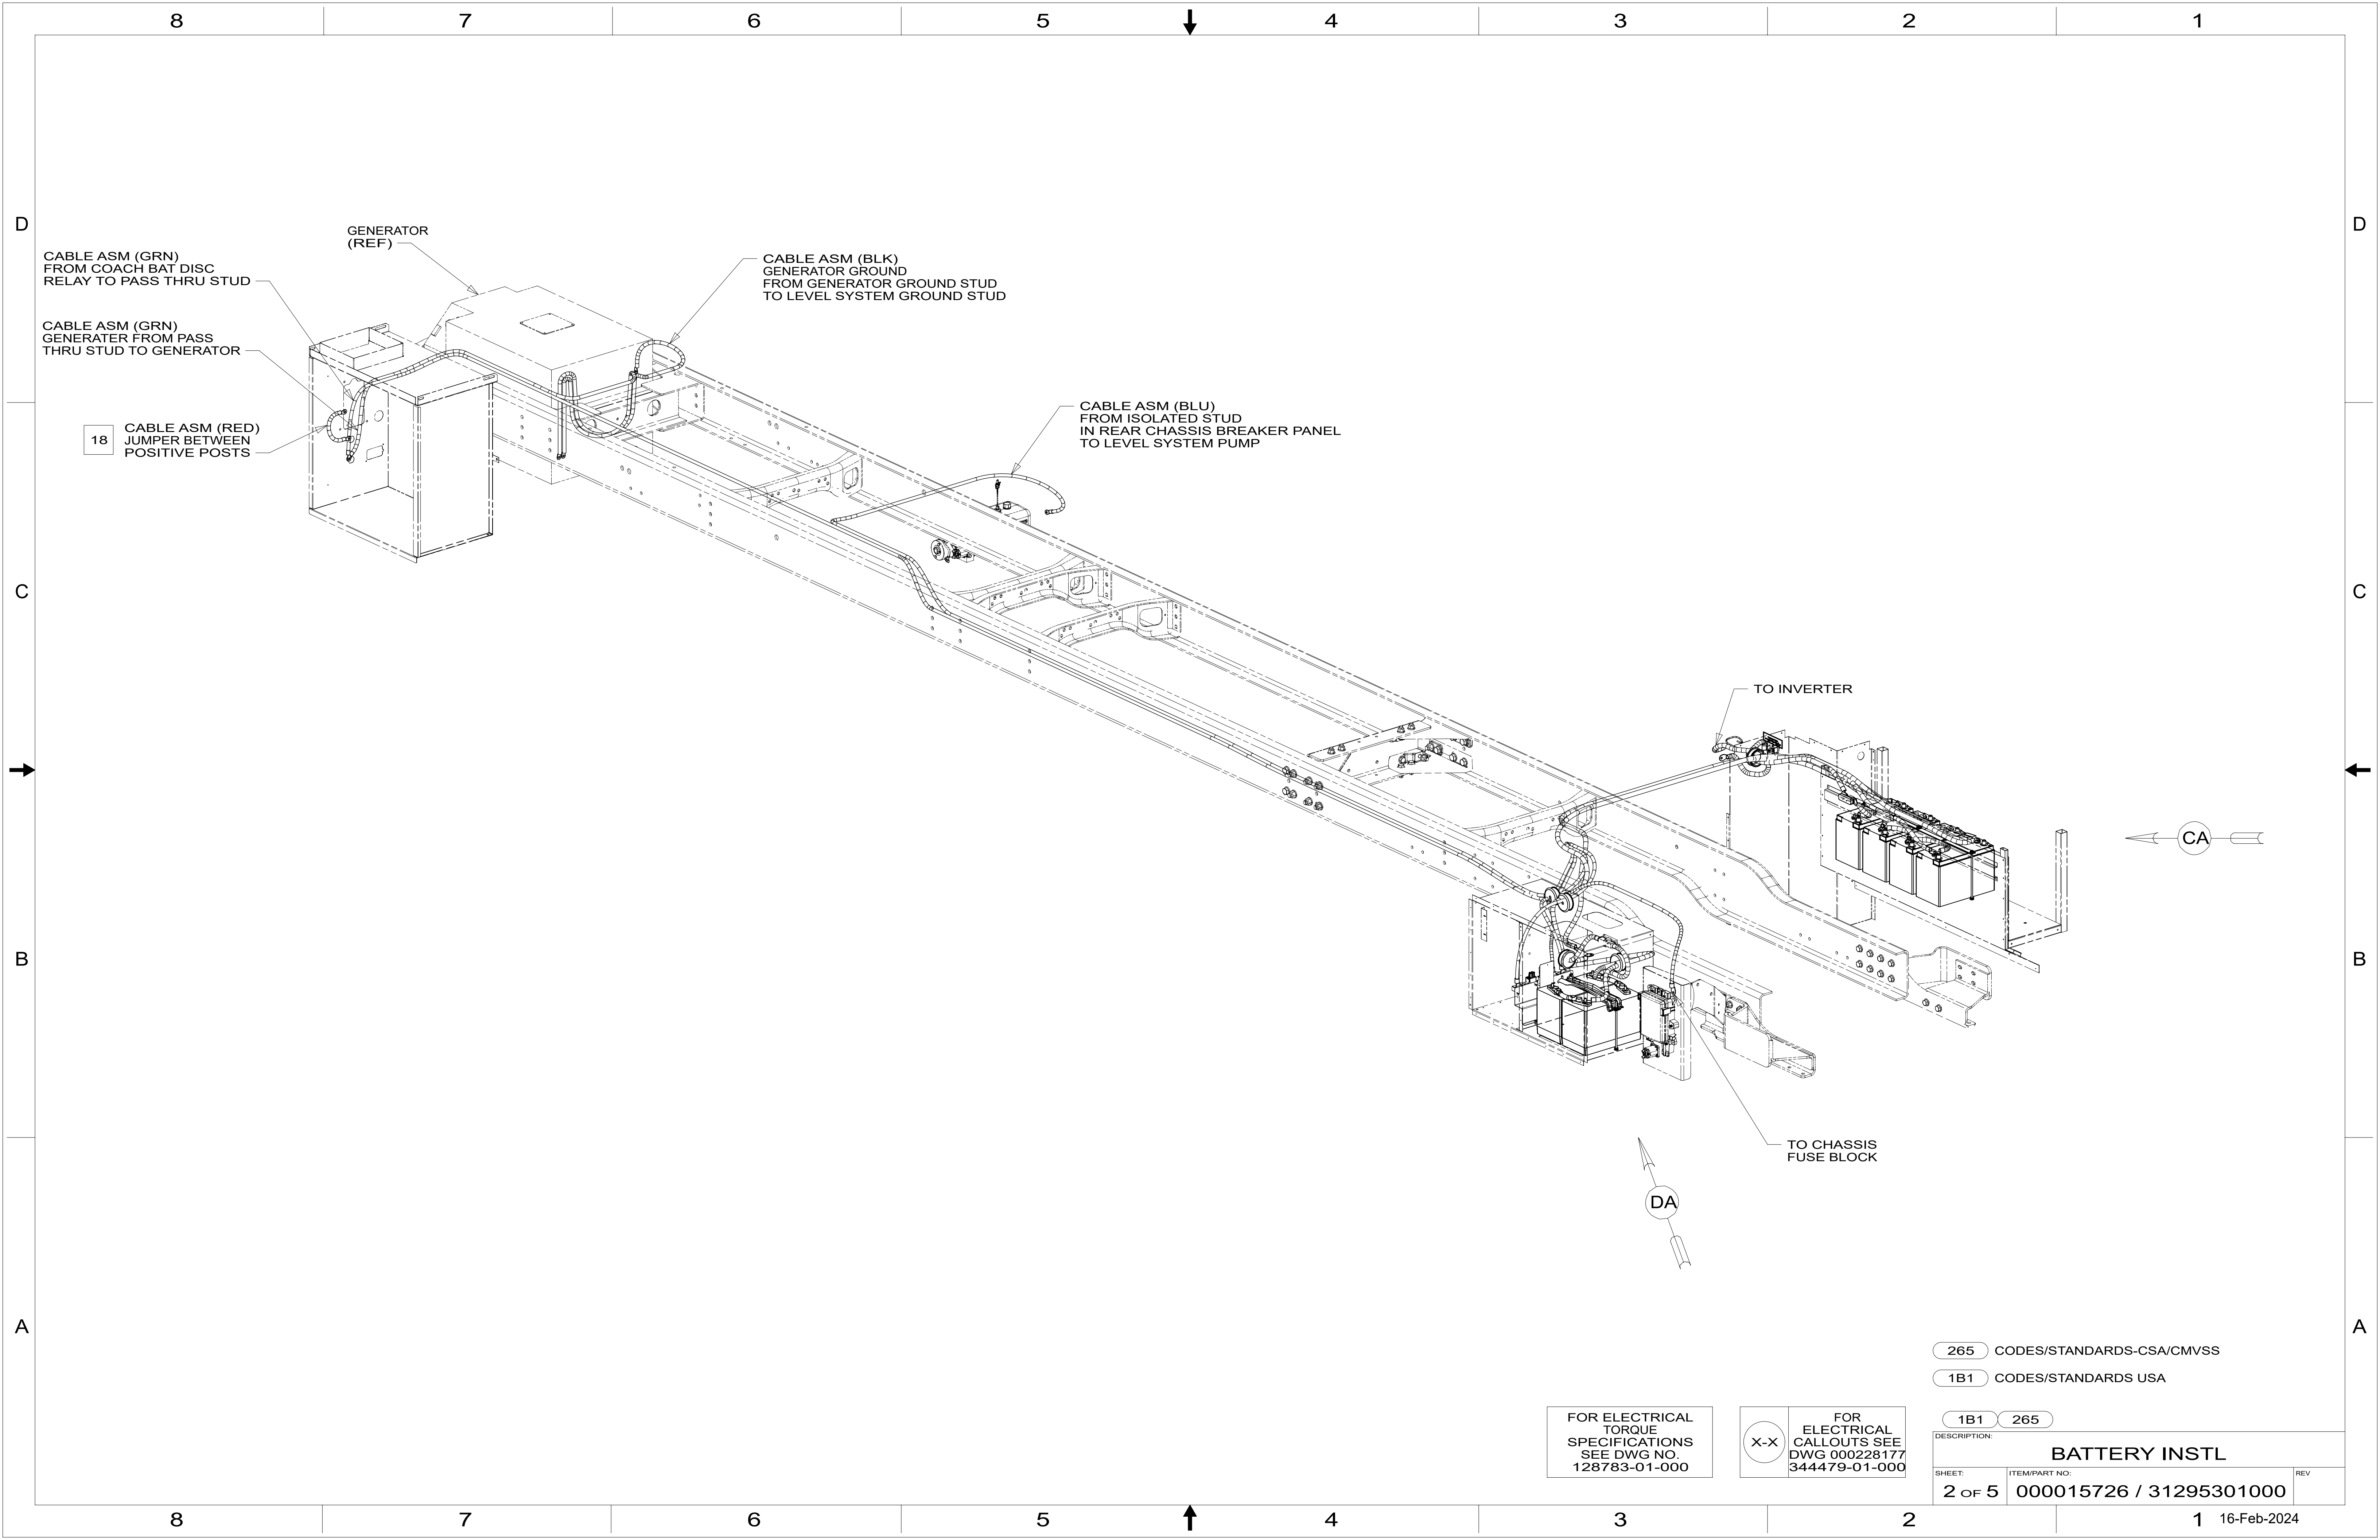 8 7 6 5 4 3 2 1
D
D
GENERATOR
(REF)
CABLE ASM (GRN)
FROM COACH BAT DISC
RELAY TO PASS THRU STUD
CABLE ASM (BLK)
GENERATOR GROUND
FROM GENERATOR GROUND STUD
TO LEVEL SYSTEM GROUND STUD
CABLE ASM (GRN)
GENERATER FROM PASS
THRU STUD TO GENERATOR
18
CABLE ASM (RED)
JUMPER BETWEEN
POSITIVE POSTS
CABLE ASM (BLU)
FROM ISOLATED STUD
IN REAR CHASSIS BREAKER PANEL
TO LEVEL SYSTEM PUMP
C
C
TO INVERTER
CA
B
B
TO CHASSIS
FUSE BLOCK
DA
A
A
265 CODES/STANDARDS-CSA/CMVSS
1B1 CODES/STANDARDS USA
FOR ELECTRICAL
TORQUE
SPECIFICATIONS
SEE DWG NO.
128783-01-000
X-X
FOR
ELECTRICAL
CALLOUTS SEE
DWG 000228177
344479-01-000
1B1 265
DESCRIPTION:
BATTERY INSTL
SHEET: ITEM/PART NO: REV
2 OF 5 000015726 / 31295301000
8 7 6 5 4 3 2 1
16-Feb-2024